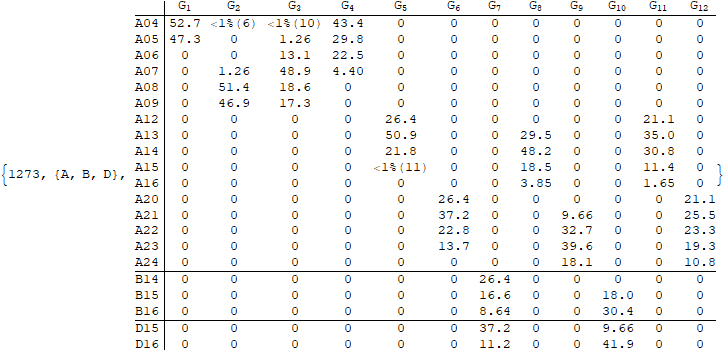 G1 G2 G3 G4 G5 G6 G7 G8 G9 G10 G11 G12
A04 52.7 <1%(6) <1%(10) 43.4 0 0 0 0 0 0 0 0
A05 47.3 0 1.26 29.8 0 0 0 0 0 0 0 0
A06 0 0 13.1 22.5 0 0 0 0 0 0 0 0
A07 0 1.26 48.9 4.40 0 0 0 0 0 0 0 0
A08 0 51.4 18.6 0 0 0 0 0 0 0 0 0
A09 0 46.9 17.3 0 0 0 0 0 0 0 0 0
A12 0 0 0 0 26.4 0 0 0 0 0 21.1 0
A13 0 0 0 0 50.9 0 0 29.5 0 0 35.0 0
A14 0 0 0 0 21.8 0 0 48.2 0 0 30.8 0
{1273, {A, B, D}, A15 0 0 0 0 <1%(11) 0 0 18.5 0 0 11.4 0 }
A16 0 0 0 0 0 0 0 3.85 0 0 1.65 0
A20 0 0 0 0 0 26.4 0 0 0 0 0 21.1
A21 0 0 0 0 0 37.2 0 0 9.66 0 0 25.5
A22 0 0 0 0 0 22.8 0 0 32.7 0 0 23.3
A23 0 0 0 0 0 13.7 0 0 39.6 0 0 19.3
A24 0 0 0 0 0 0 0 0 18.1 0 0 10.8
B14 0 0 0 0 0 0 26.4 0 0 0 0 0
B15 0 0 0 0 0 0 16.6 0 0 18.0 0 0
B16 0 0 0 0 0 0 8.64 0 0 30.4 0 0
D15 0 0 0 0 0 0 37.2 0 0 9.66 0 0
D16 0 0 0 0 0 0 11.2 0 0 41.9 0 0